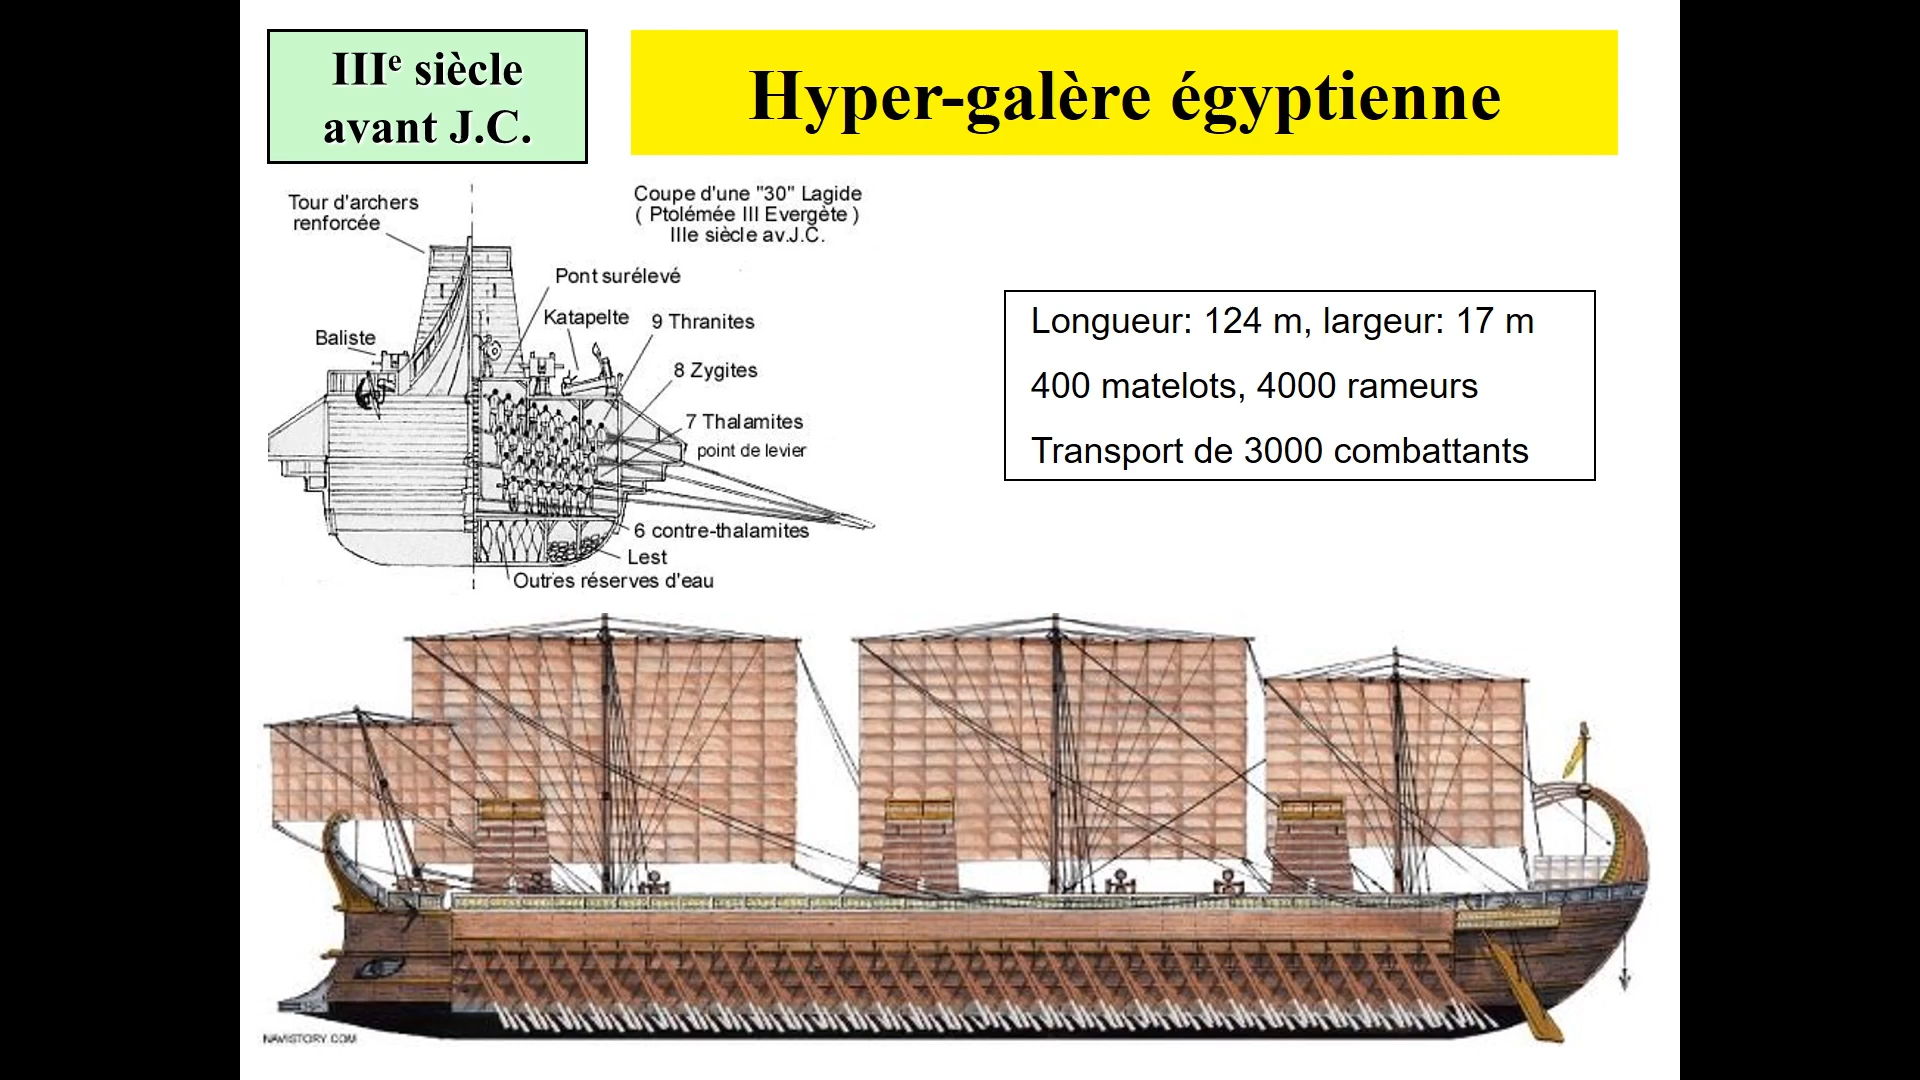 IIIe siècle
avant J.C.
Hyper-galère égyptienne
Tour d'archers
renforcée
Coupe d'une "30" Lagide
( Ptolémée III Evergète )
IIIe siècle av.J.C.
Pont surélevé
Katapelte
9 Thranites
Baliste
8 Zygites
7 Thalamites
point de levier
6 contre-thalamites
Lest
Outres réserves d'eau
Longueur: 124 m, largeur: 17 m
400 matelots, 4000 rameurs
Transport de 3000 combattants
NAVISTORY.COM